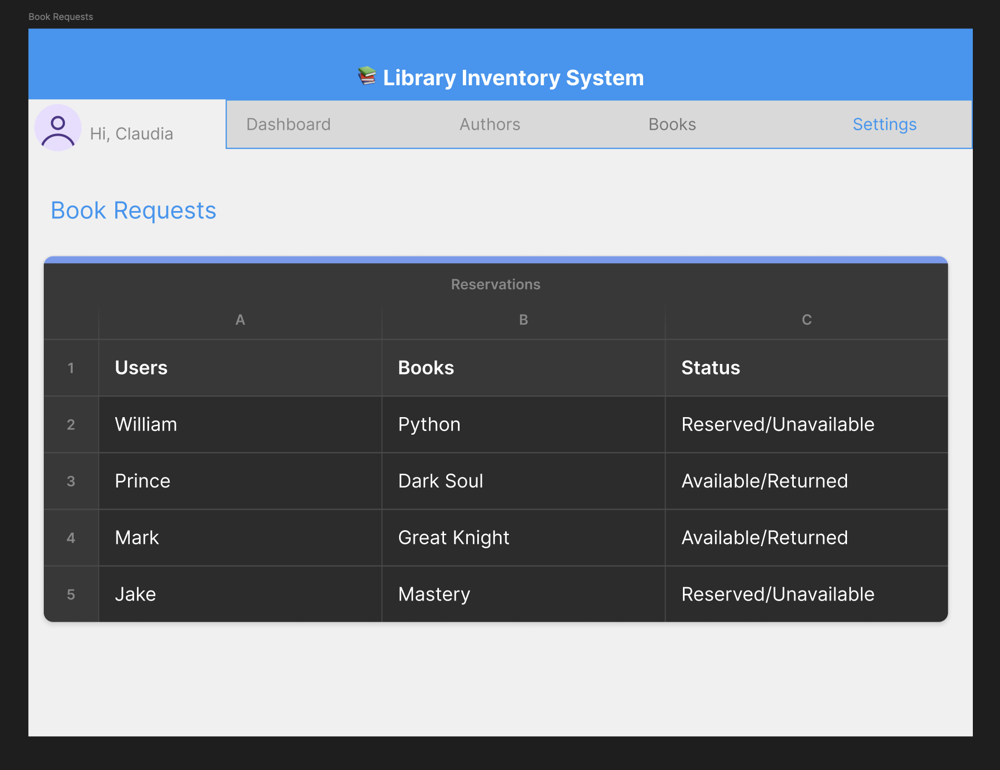 Book Requests
📚 Library Inventory System
Hi, Claudia
Dashboard Authors Books Settings
Book Requests
Reservations
A B C
1 Users Books Status
2 William Python Reserved/Unavailable
3 Prince Dark Soul Available/Returned
4 Mark Great Knight Available/Returned
5 Jake Mastery Reserved/Unavailable